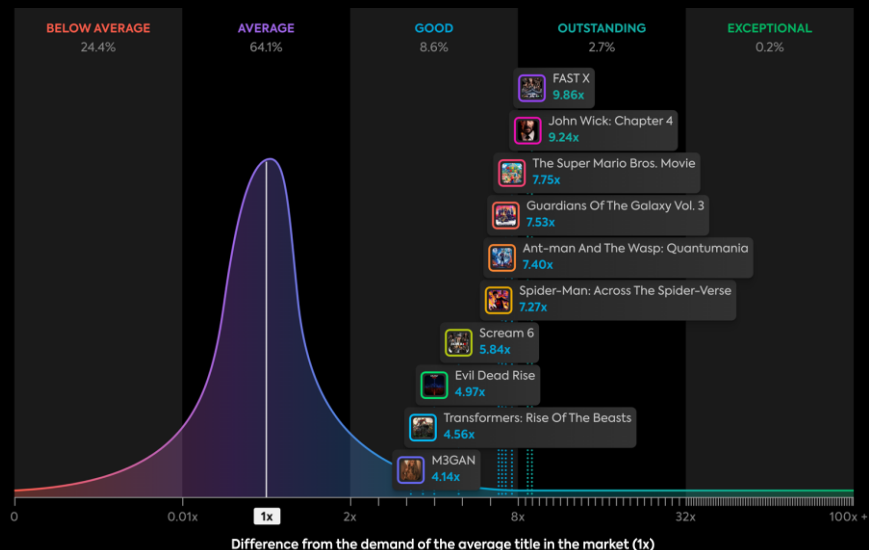 BELOW AVERAGE
24.4%
AVERAGE
64.1%
GOOD
8.6%
OUTSTANDING
2.7%
EXCEPTIONAL
0.2%
FAST X
9.86x
John Wick: Chapter 4
9.24x
The Super Mario Bros. Movie
7.75x
Guardians Of The Galaxy Vol. 3
7.53x
Ant-man And The Wasp: Quantumania
7.40x
Spider-Man: Across The Spider-Verse
7.27x
Scream 6
5.84x
Evil Dead Rise
4.97x
Transformers: Rise Of The Beasts
4.56x
M3GAN
4.14x
0
0.01x
1x
2x
8x
32x
100x +
Difference from the demand of the average title in the market (1x)